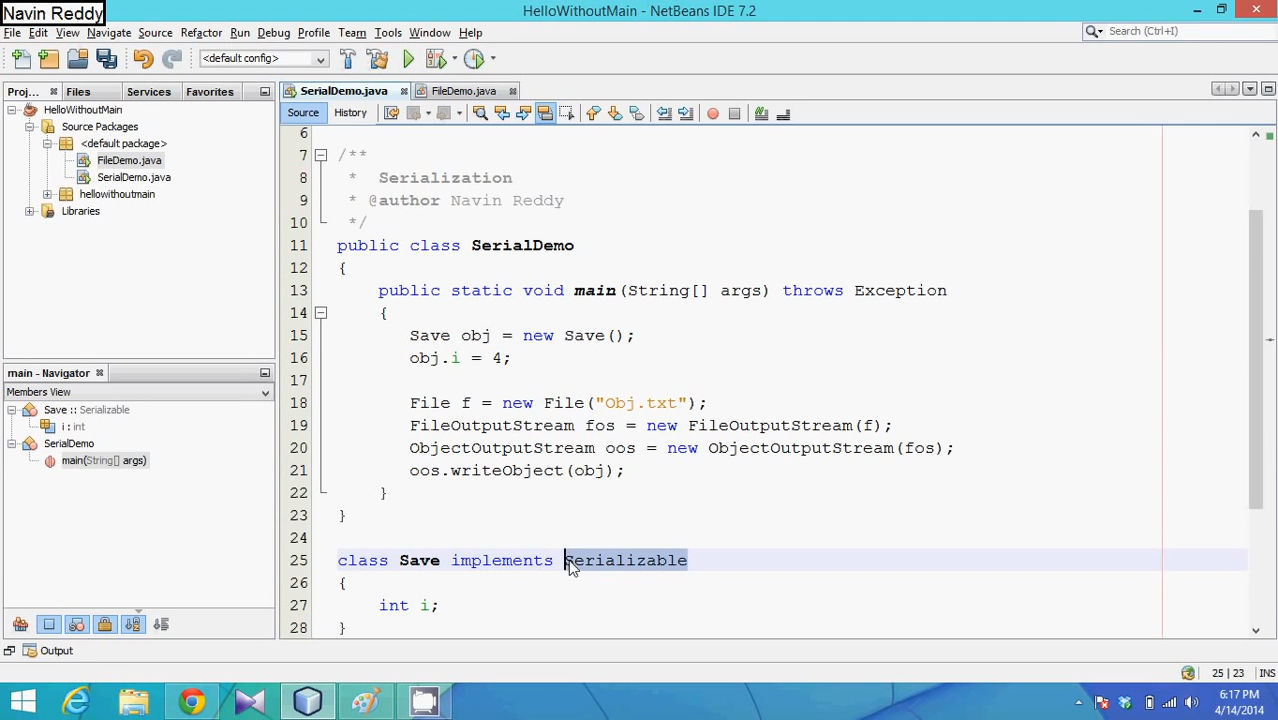 Navin Reddy
HelloWithoutMain - NetBeans IDE 7.2
File Edit View Navigate Source Refactor Run Debug Profile Team Tools Window Help
Search (Ctrl+I)
<default config>
Proj... Files Services Favorites
SerialDemo.java FileDemo.java
HelloWithoutMain
Source Packages
<default package>
FileDemo.java
SerialDemo.java
hellowithoutmain
Libraries
Source History
6
7 /**
8 * Serialization
9 * @author Navin Reddy
10 */
11 public class SerialDemo
12 {
13 public static void main(String[] args) throws Exception
14 {
15 Save obj = new Save();
16 obj.i = 4;
17
18 File f = new File("Obj.txt");
19 FileOutputStream fos = new FileOutputStream(f);
20 ObjectOutputStream oos = new ObjectOutputStream(fos);
21 oos.writeObject(obj);
22 }
23 }
24
25 class Save implements Serializable
26 {
27 int i;
28 }
main - Navigator
Members View
Save :: Serializable
i : int
SerialDemo
main(String[] args)
Output
25 | 23 INS
6:17 PM
4/14/2014